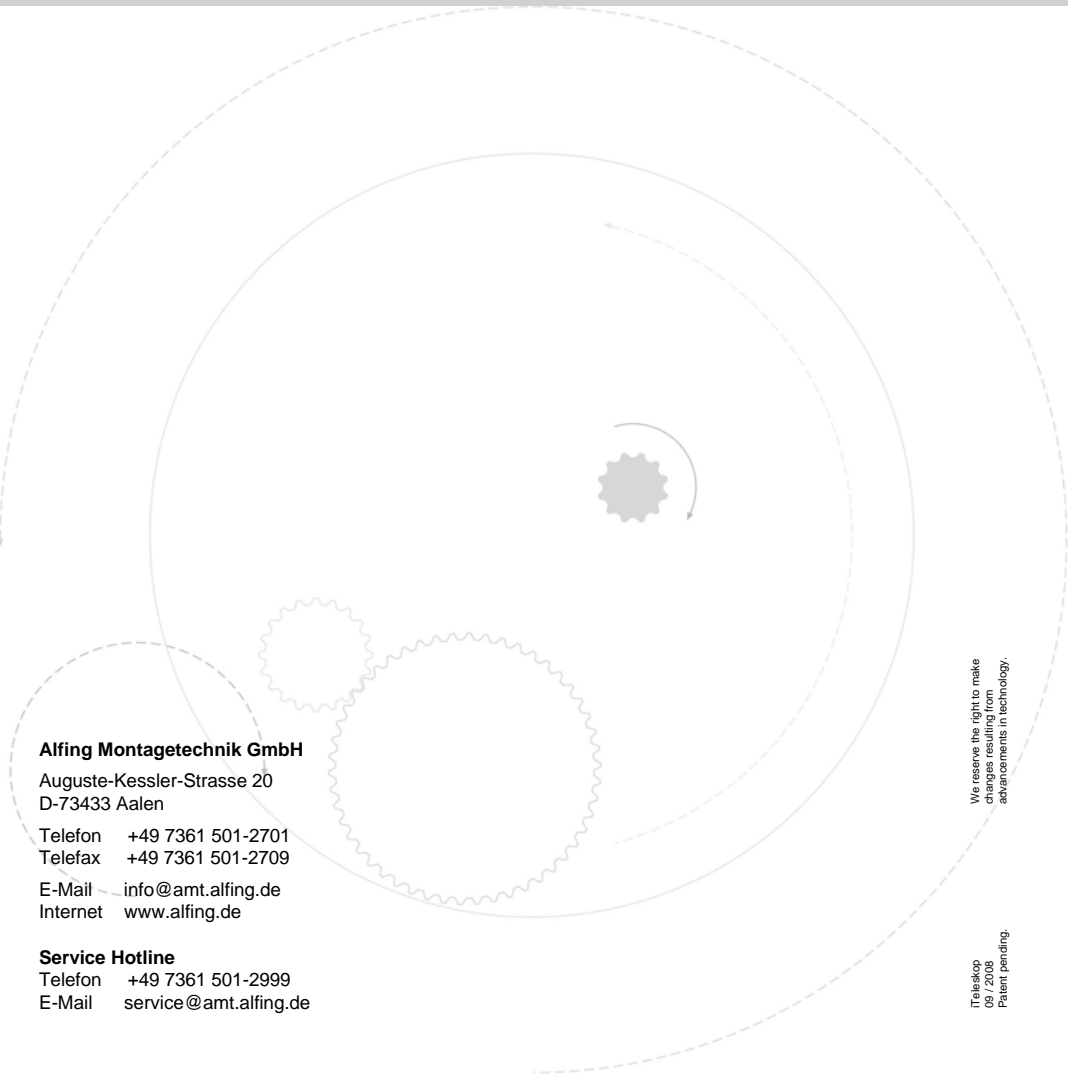 Alfing Montagetechnik GmbH
Auguste-Kessler-Strasse 20
D-73433 Aalen
Telefon +49 7361 501-2701
Telefax +49 7361 501-2709
E-Mail info@amt.alfing.de
Internet www.alfing.de
Service Hotline
Telefon +49 7361 501-2999
E-Mail service@amt.alfing.de
We reserve the right to make
changes resulting from
advancements in technology.
iTeleskop
09 / 2008
Patent pending.